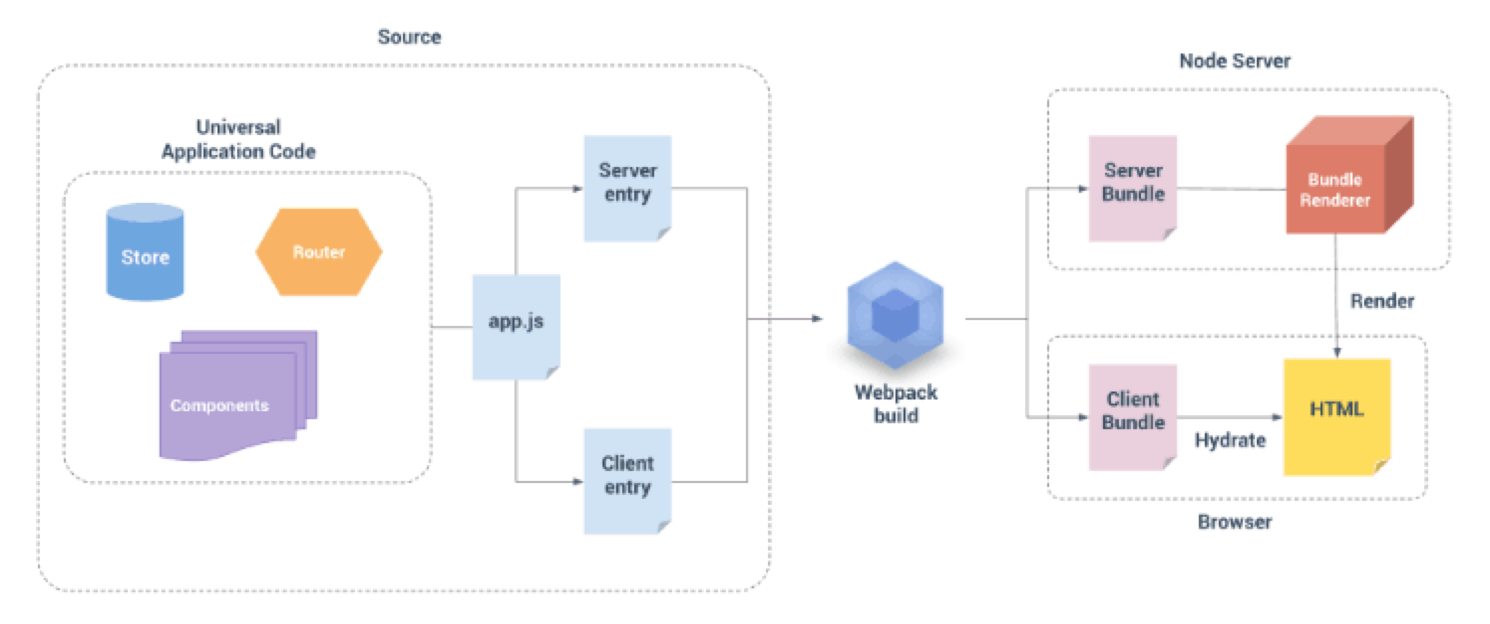 Source
Universal
Application Code
Store
Router
Components
app.js
Server
entry
Client
entry
Webpack
build
Node Server
Server
Bundle
Bundle
Renderer
Render
Client
Bundle
Hydrate
HTML
Browser